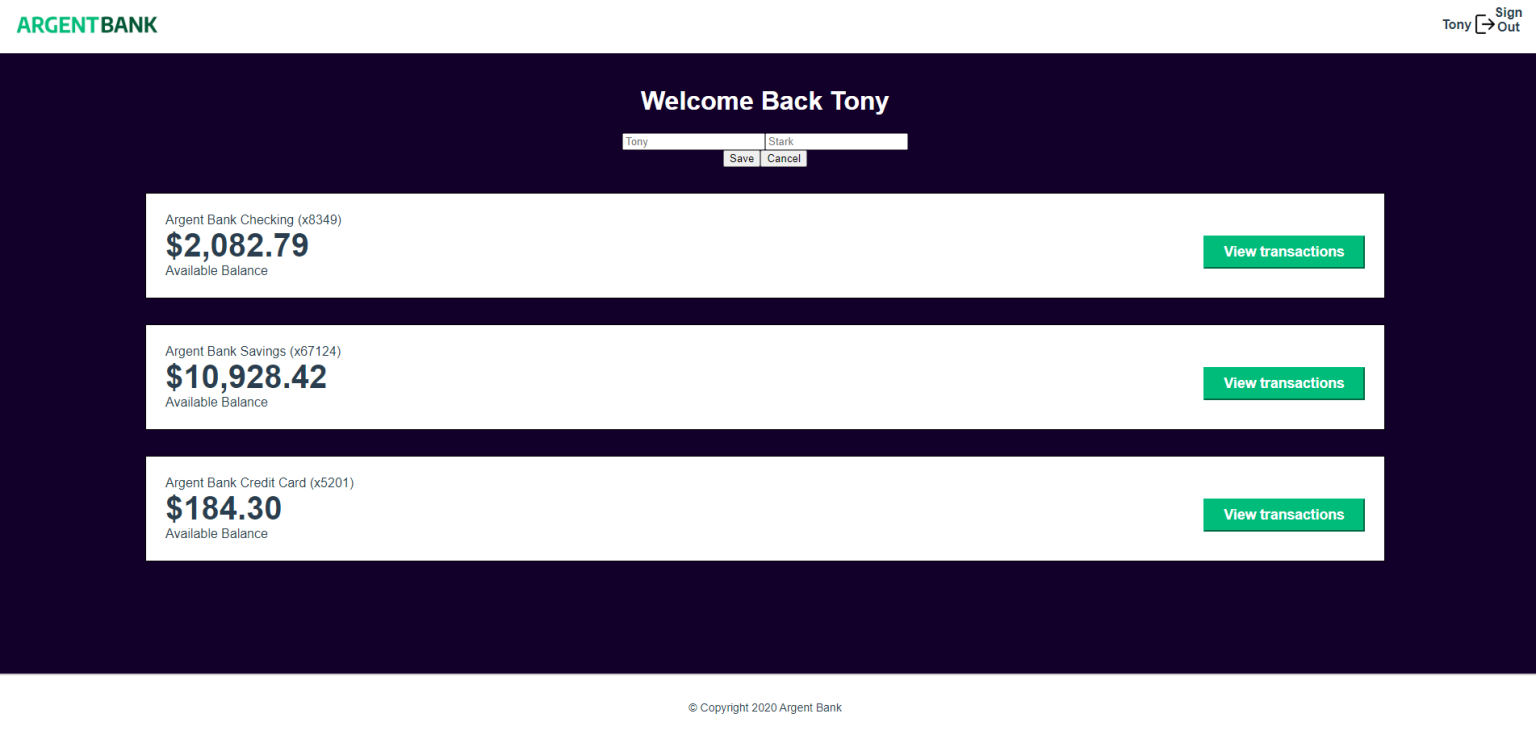 ARGENTBANK
Tony Sign Out
Welcome Back Tony
Tony Stark
Save Cancel
Argent Bank Checking (x8349)
$2,082.79
Available Balance
View transactions
Argent Bank Savings (x67124)
$10,928.42
Available Balance
View transactions
Argent Bank Credit Card (x5201)
$184.30
Available Balance
View transactions
© Copyright 2020 Argent Bank